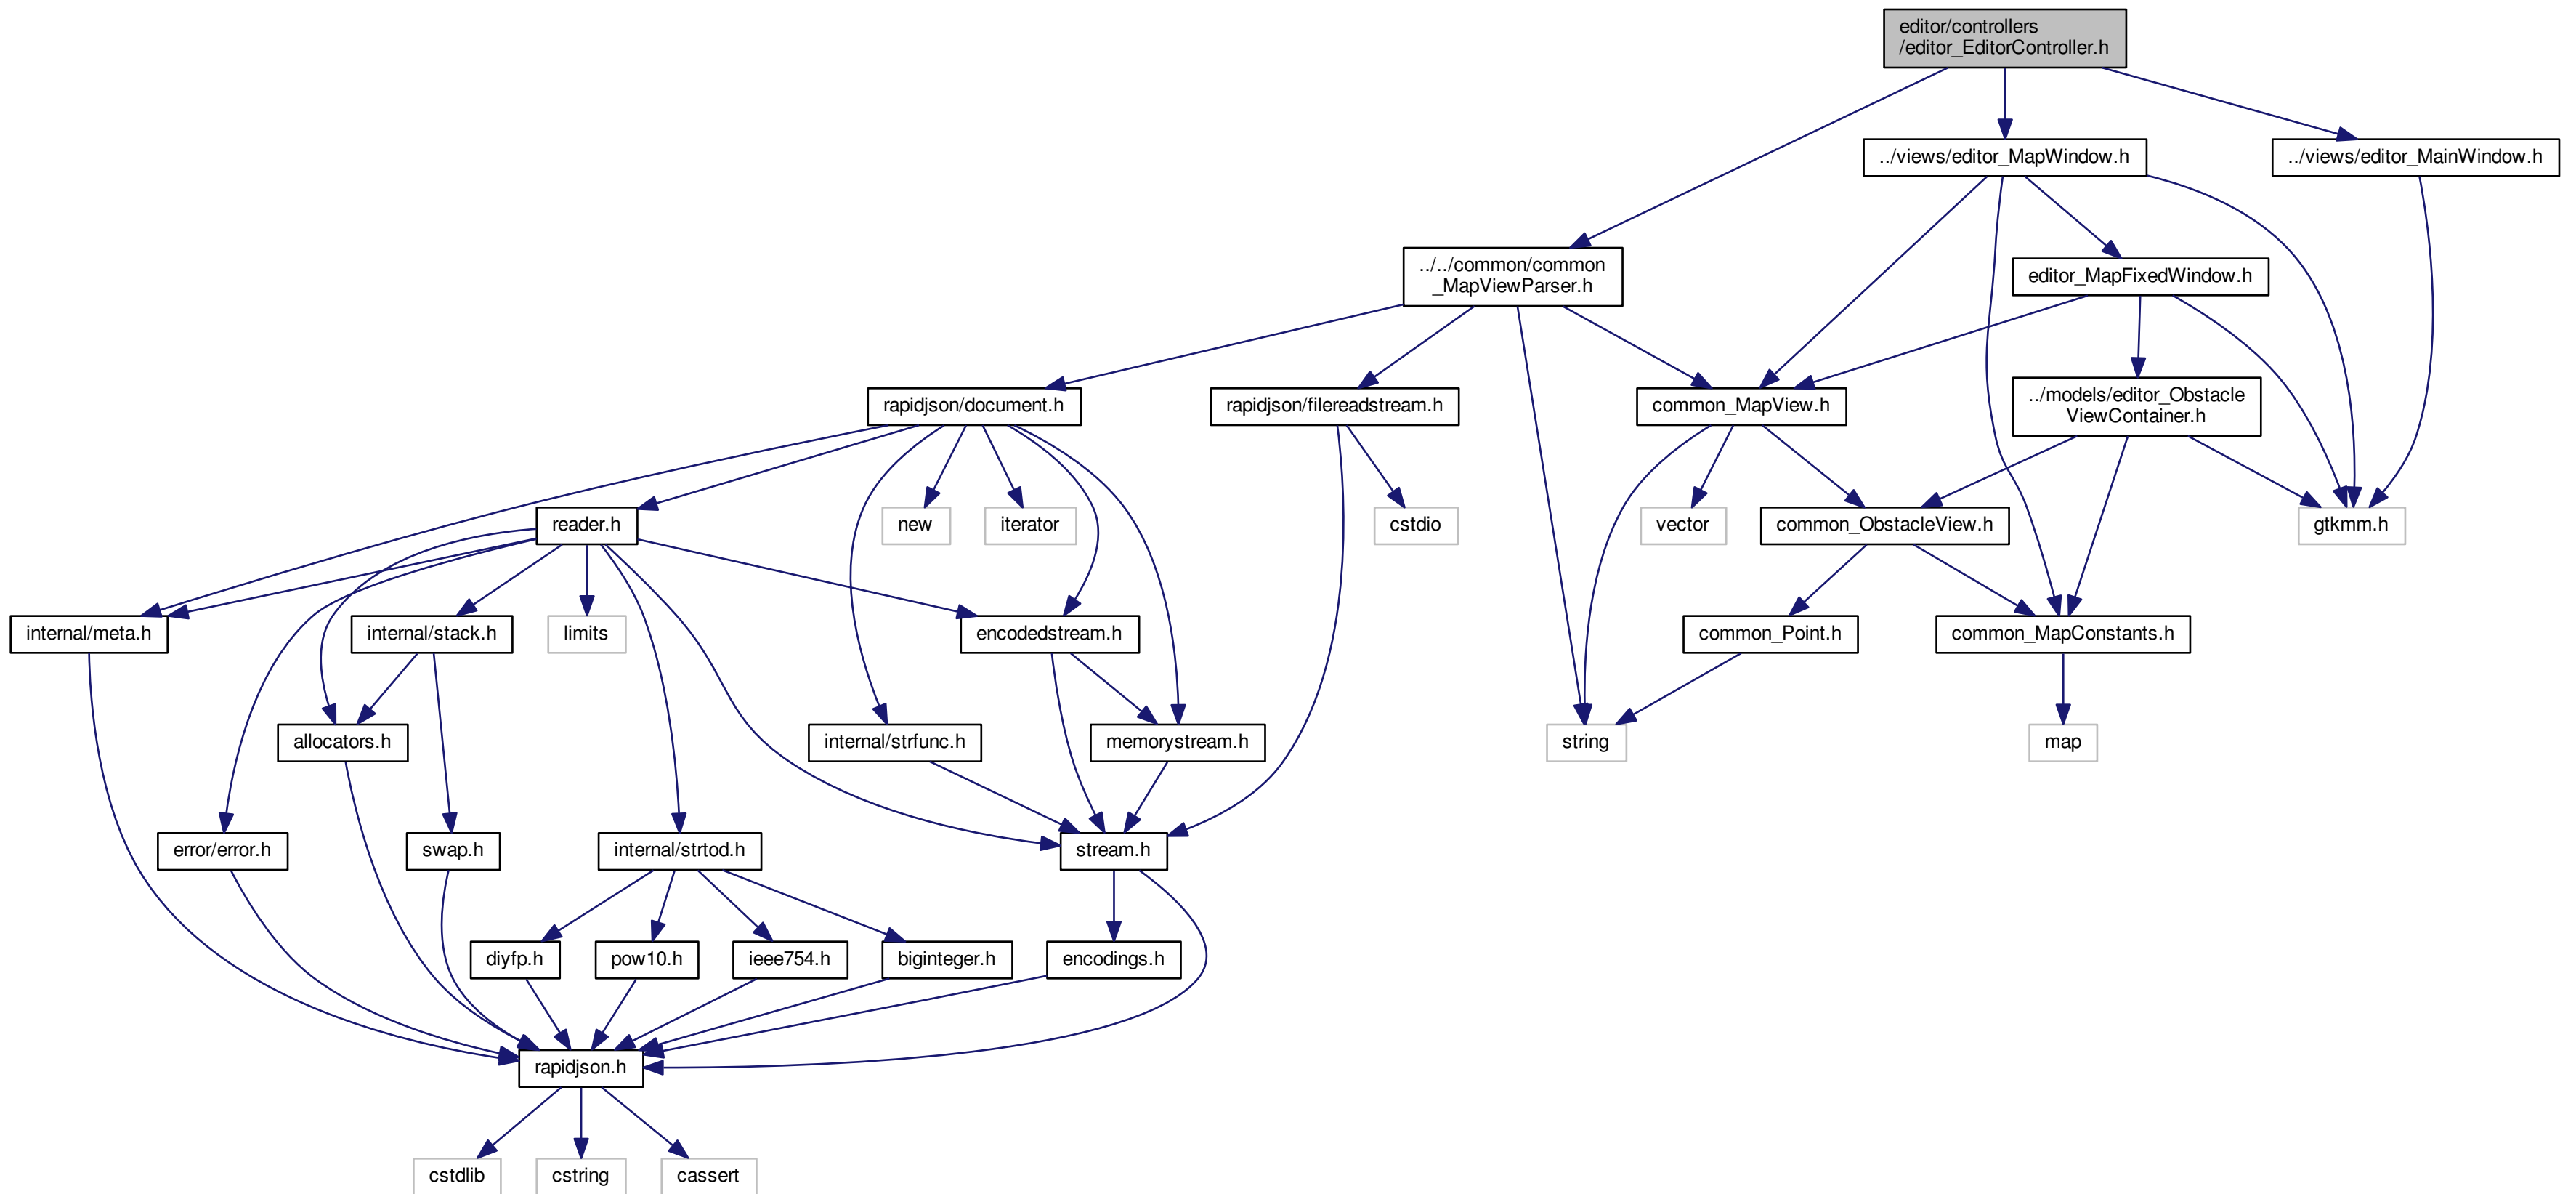 editor/controllers
/editor_EditorController.h
../views/editor_MapWindow.h
../views/editor_MainWindow.h
../../common/common
_MapViewParser.h
editor_MapFixedWindow.h
rapidjson/document.h
rapidjson/filereadstream.h
common_MapView.h
../models/editor_Obstacle
ViewContainer.h
reader.h
new
iterator
cstdio
vector
common_ObstacleView.h
gtkmm.h
internal/meta.h
internal/stack.h
limits
encodedstream.h
common_Point.h
common_MapConstants.h
allocators.h
internal/strfunc.h
memorystream.h
string
map
error/error.h
swap.h
internal/strtod.h
stream.h
diyfp.h
pow10.h
ieee754.h
biginteger.h
encodings.h
rapidjson.h
cstdlib
cstring
cassert